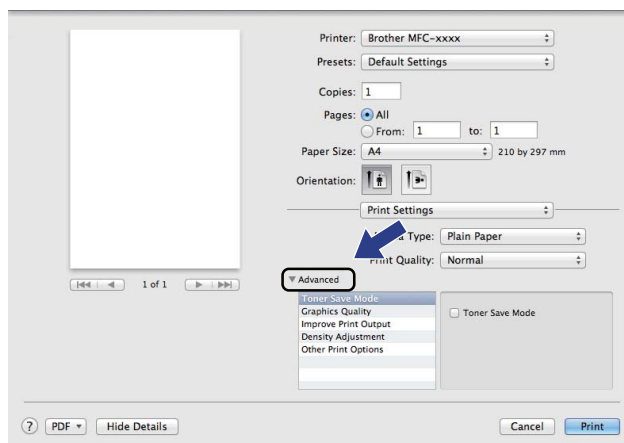 Printer: Brother MFC-xxxx
Presets: Default Settings
Copies: 1
Pages: All
From: 1 to: 1
Paper Size: A4 210 by 297 mm
Orientation:
Print Settings
Type: Plain Paper
Print Quality: Normal
1 of 1
Advanced
Toner Save Mode
Graphics Quality
Improve Print Output
Density Adjustment
Other Print Options
Toner Save Mode
? PDF Hide Details Cancel Print